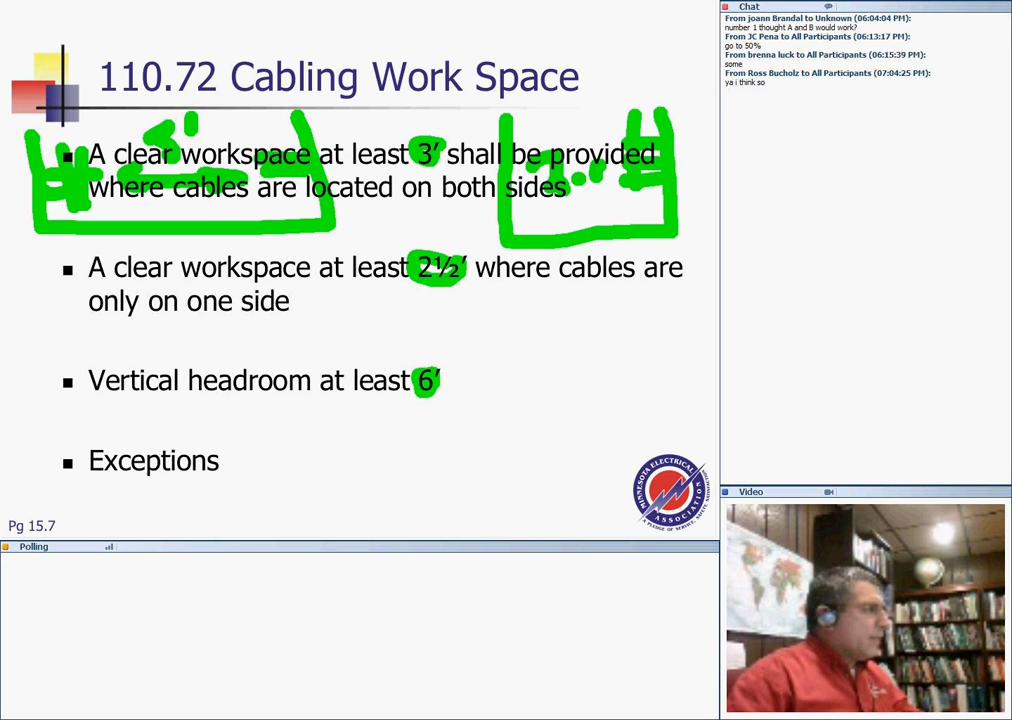 110.72 Cabling Work Space
3'
A clear workspace at least 3’ shall be provided
where cables are located on both sides
A clear workspace at least 2½’ where cables are
only on one side
Vertical headroom at least 6’
Exceptions
MINNESOTA ELECTRICAL
ASSOCIATION
Pg 15.7
Polling
Chat
From joann Brandal to Unknown (06:04:04 PM):
number 1 thought A and B would work?
From JC Pena to All Participants (06:13:17 PM):
go to 50%
From brenna luck to All Participants (06:15:39 PM):
some
From Ross Bucholz to All Participants (07:04:25 PM):
ya i think so
Video